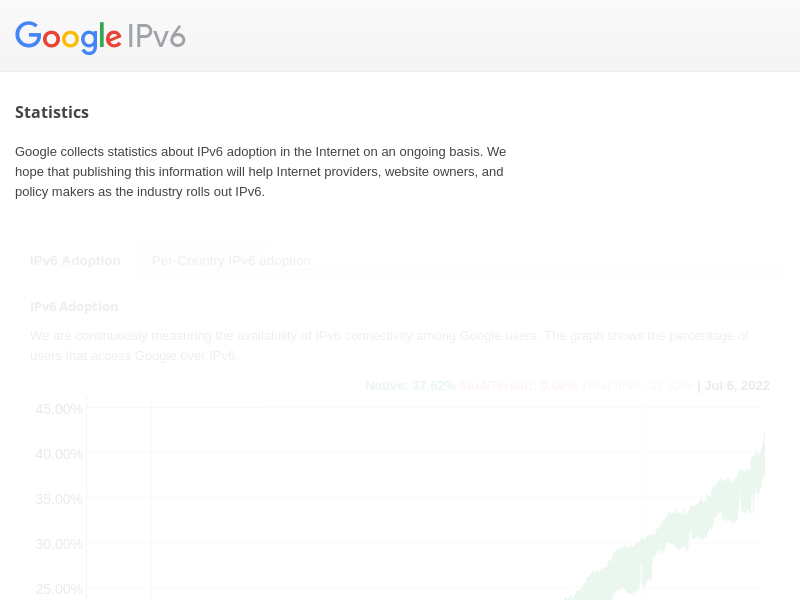 Google IPv6
Statistics
Google collects statistics about IPv6 adoption in the Internet on an ongoing basis. We
hope that publishing this information will help Internet providers, website owners, and
policy makers as the industry rolls out IPv6.
IPv6 Adoption Per-Country IPv6 adoption
IPv6 Adoption
We are continuously measuring the availability of IPv6 connectivity among Google users. The graph shows the percentage of
users that access Google over IPv6.
Native: 37.62% 6to4/Teredo: 0.00% Total IPv6: 37.62% | Jul 6, 2022
45.00%
40.00%
35.00%
30.00%
25.00%